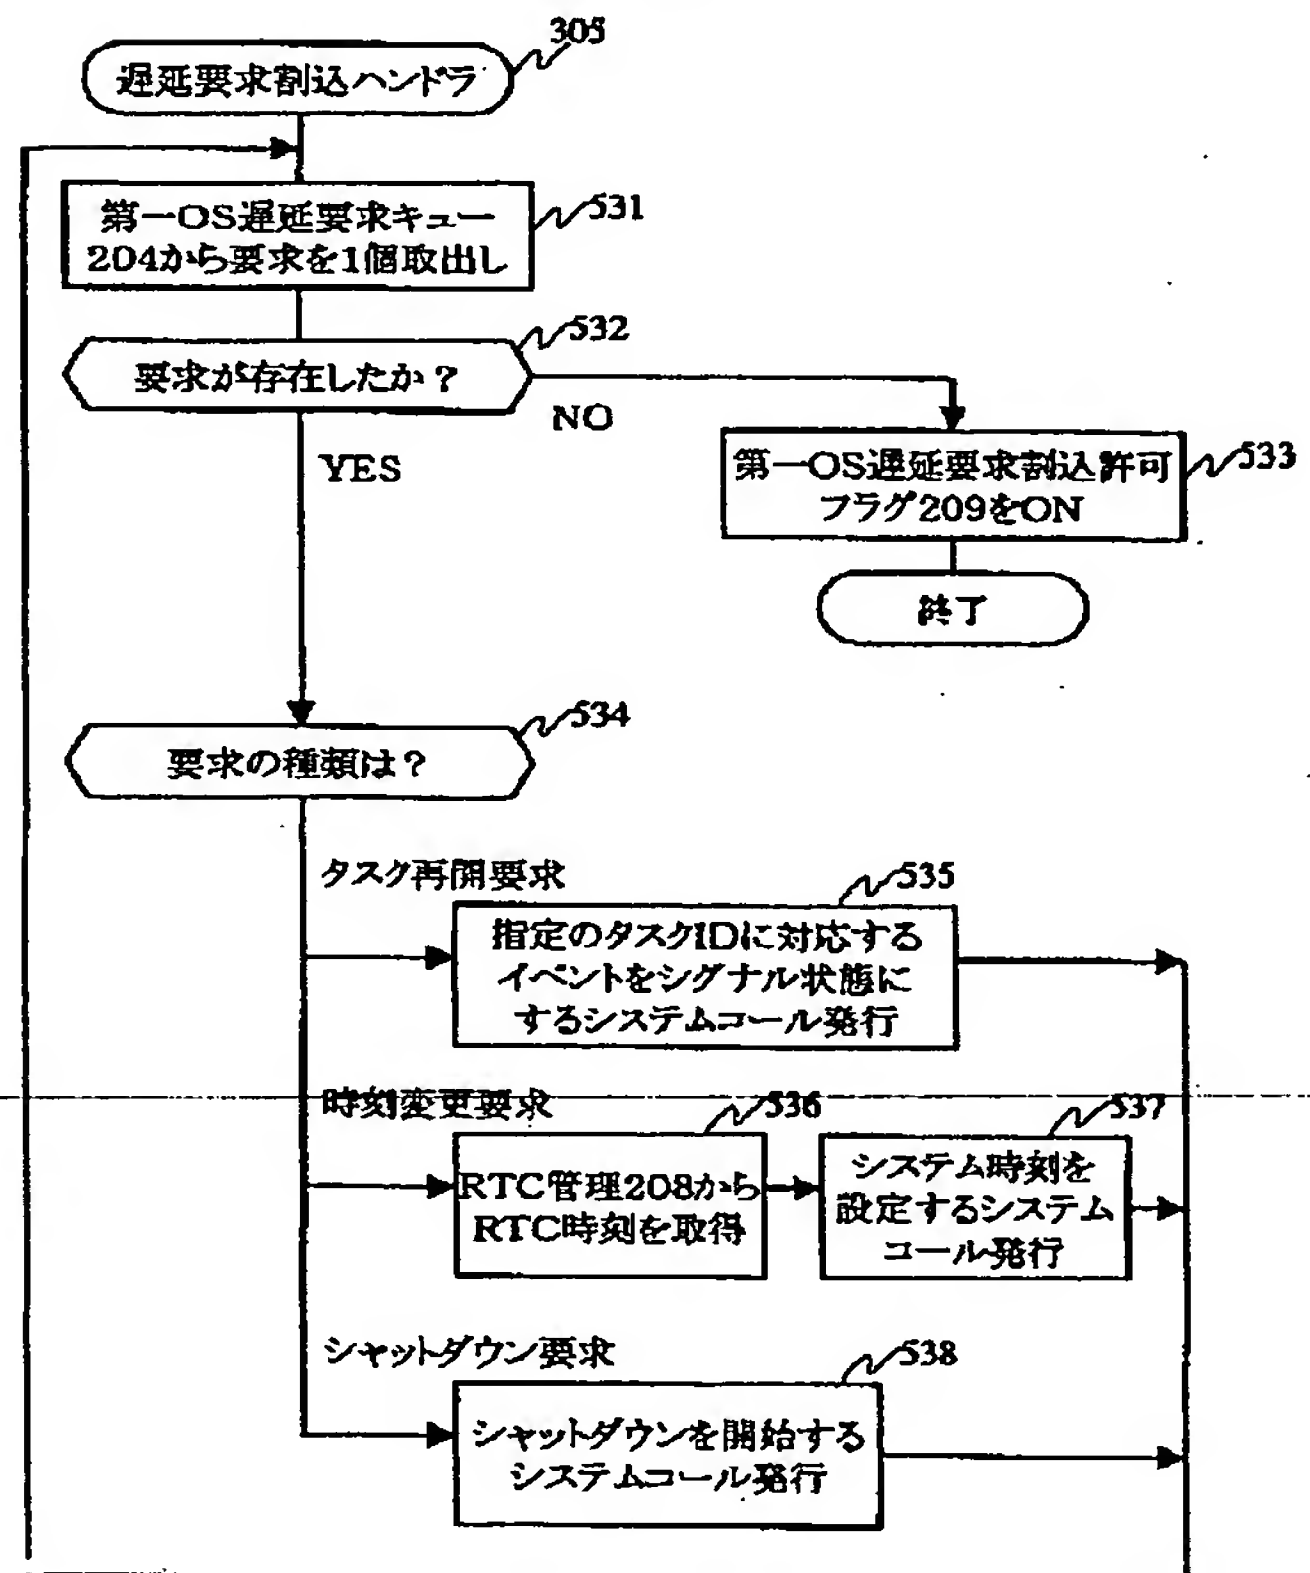 305
遅延要求割込ハンドラ
第一OS遅延要求キュー
204から要求を1個取出し
531
532
要求が存在したか？
NO
YES
第一OS遅延要求割込許可
フラグ209をON
533
終了
534
要求の種類は？
タスク再開要求
535
指定のタスクIDに対応する
イベントをシグナル状態に
するシステムコール発行
時刻変更要求
536
537
RTC管理208から
RTC時刻を取得
システム時刻を
設定するシステム
コール発行
シャットダウン要求
538
シャットダウンを開始する
システムコール発行